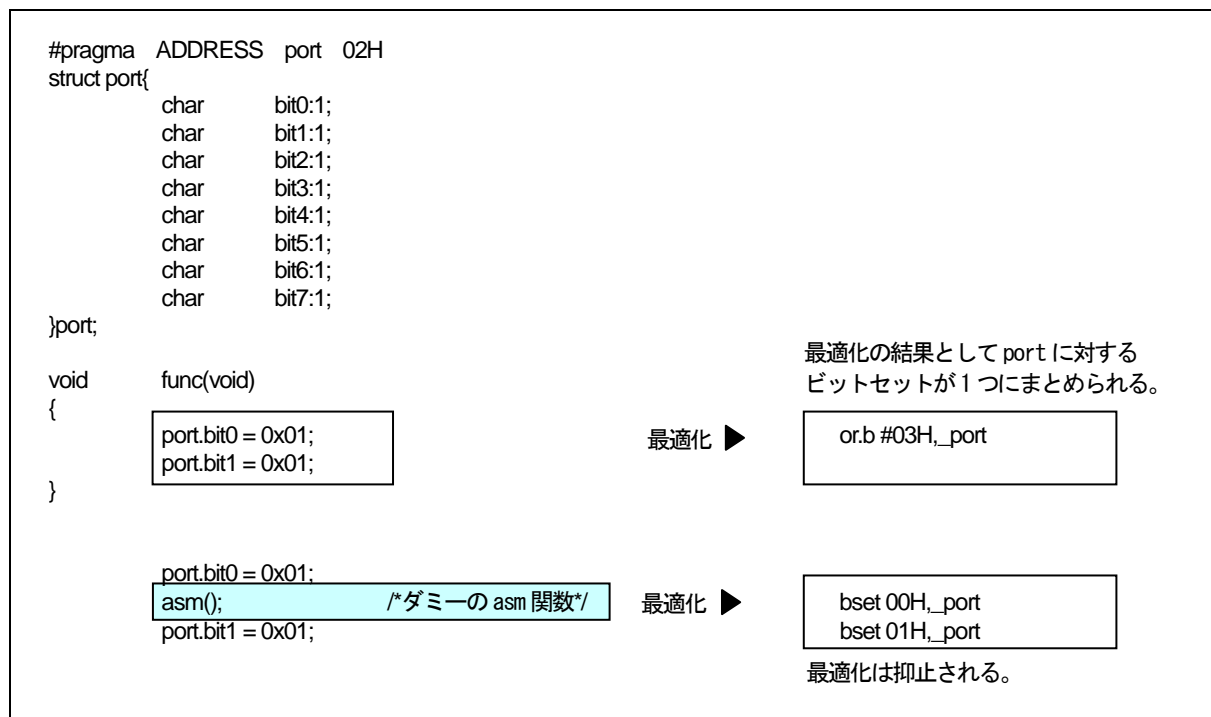 #pragma ADDRESS port 02H
struct port{
char bit0:1;
char bit1:1;
char bit2:1;
char bit3:1;
char bit4:1;
char bit5:1;
char bit6:1;
char bit7:1;
}port;
最適化の結果として port に対する
ビットセットが 1 つにまとめられる。
void func(void)
{
port.bit0 = 0x01;
port.bit1 = 0x01;
}
最適化 ▶
or.b #03H,_port
port.bit0 = 0x01;
asm(); /*ダミーの asm 関数*/
port.bit1 = 0x01;
最適化 ▶
bset 00H,_port
bset 01H,_port
最適化は抑止される。